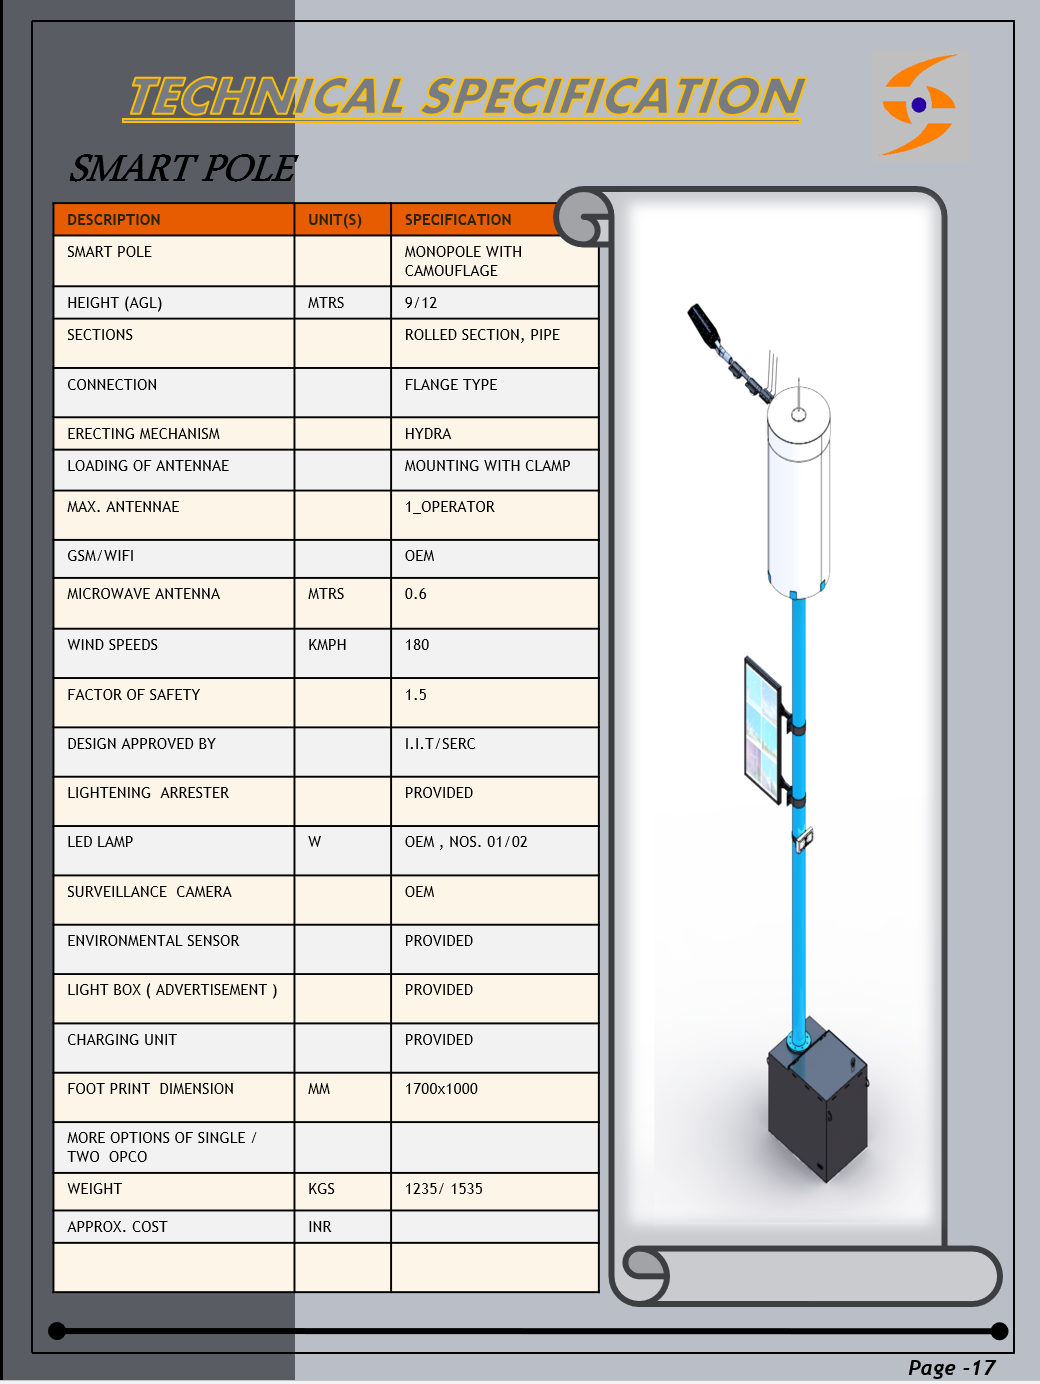 TECHNICAL SPECIFICATION
SMART POLE
DESCRIPTION UNIT(S) SPECIFICATION
SMART POLE MONOPOLE WITH
CAMOUFLAGE
HEIGHT (AGL) MTRS 9/12
SECTIONS ROLLED SECTION, PIPE
CONNECTION FLANGE TYPE
ERECTING MECHANISM HYDRA
LOADING OF ANTENNAE MOUNTING WITH CLAMP
MAX. ANTENNAE 1_OPERATOR
GSM/WIFI OEM
MICROWAVE ANTENNA MTRS 0.6
WIND SPEEDS KMPH 180
FACTOR OF SAFETY 1.5
DESIGN APPROVED BY I.I.T/SERC
LIGHTENING ARRESTER PROVIDED
LED LAMP W OEM , NOS. 01/02
SURVEILLANCE CAMERA OEM
ENVIRONMENTAL SENSOR PROVIDED
LIGHT BOX ( ADVERTISEMENT ) PROVIDED
CHARGING UNIT PROVIDED
FOOT PRINT DIMENSION MM 1700x1000
MORE OPTIONS OF SINGLE /
TWO OPCO
WEIGHT KGS 1235/ 1535
APPROX. COST INR
Page -17